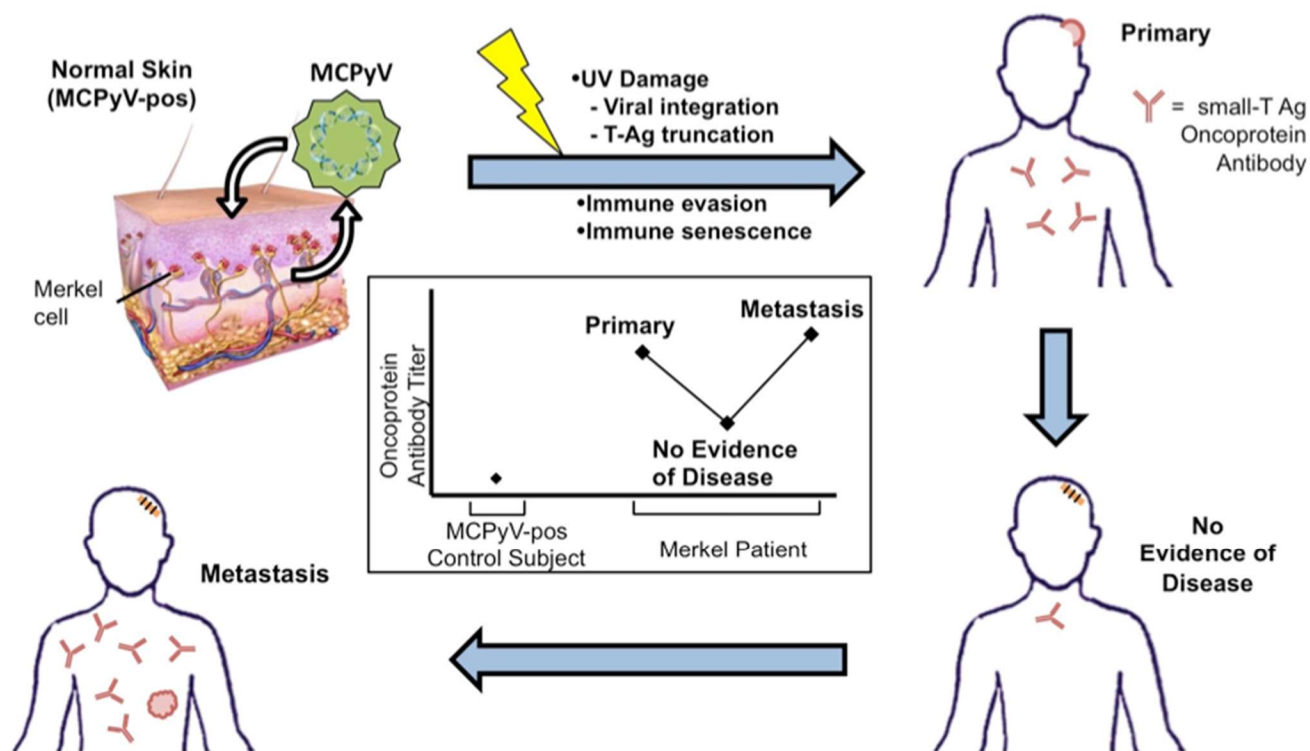 Normal Skin
(MCPyV-pos)
MCPyV
Merkel
cell
•UV Damage
- Viral integration
- T-Ag truncation
•Immune evasion
•Immune senescence
Primary
= small-T Ag
Oncoprotein
Antibody
Oncoprotein
Antibody Titer
Primary
Metastasis
No Evidence
of Disease
MCPyV-pos
Control Subject
Merkel Patient
No
Evidence of
Disease
Metastasis